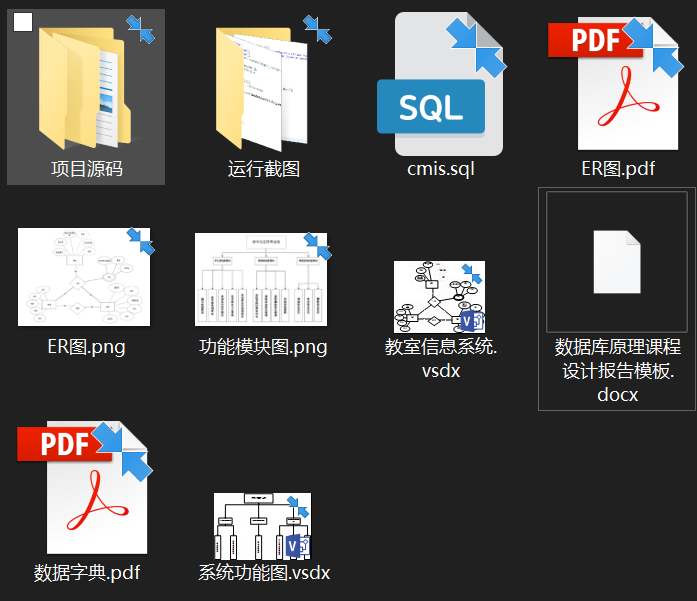 项目源码
运行截图
SQL
cmis.sql
PDF
ER图.pdf
ER图.png
功能模块图.png
教室信息系统.
vsdx
数据库原理课程
设计报告模板.
docx
PDF
数据字典.pdf
V
系统功能图.vsdx